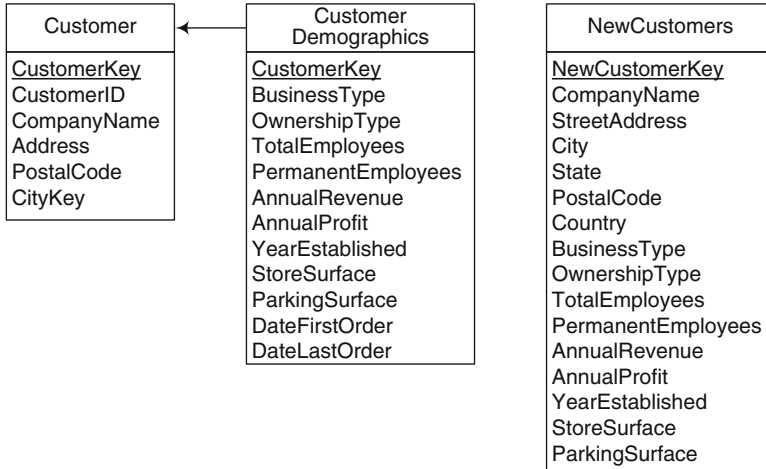 Customer
CustomerKey
CustomerID
CompanyName
Address
PostalCode
CityKey
Customer
Demographics
CustomerKey
BusinessType
OwnershipType
TotalEmployees
PermanentEmployees
AnnualRevenue
AnnualProfit
YearEstablished
StoreSurface
ParkingSurface
DateFirstOrder
DateLastOrder
NewCustomers
NewCustomerKey
CompanyName
StreetAddress
City
State
PostalCode
Country
BusinessType
OwnershipType
TotalEmployees
PermanentEmployees
AnnualRevenue
AnnualProfit
YearEstablished
StoreSurface
ParkingSurface